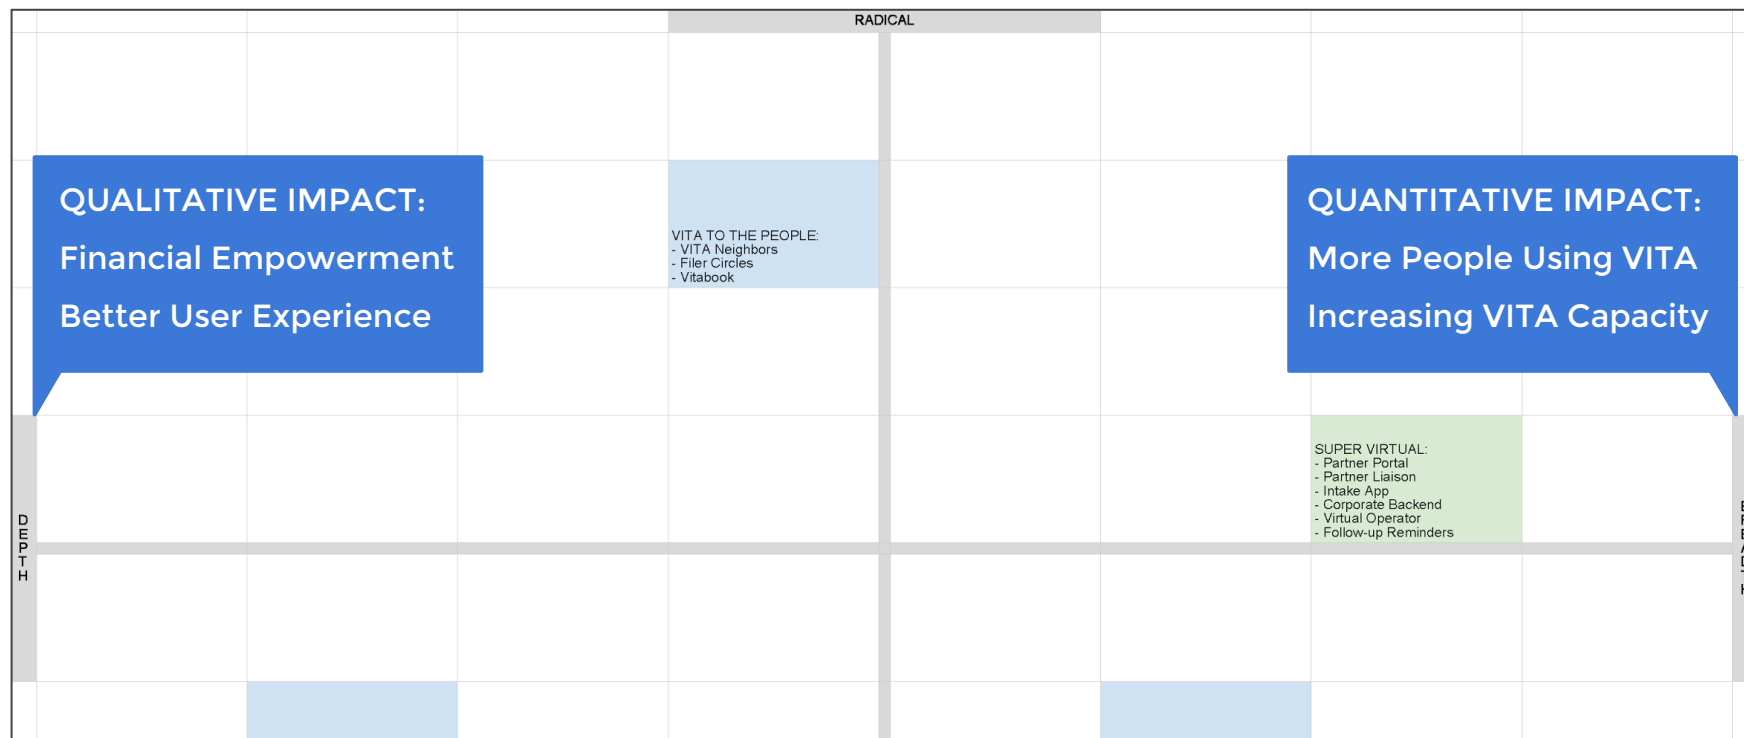 RADICAL
QUALITATIVE IMPACT:
Financial Empowerment
Better User Experience
VITA TO THE PEOPLE:
- VITA Neighbors
- Filer Circles
- Vitabook
QUANTITATIVE IMPACT:
More People Using VITA
Increasing VITA Capacity
SUPER VIRTUAL:
- Partner Portal
- Partner Liaison
- Intake App
- Corporate Backend
- Virtual Operator
- Follow-up Reminders
DEPTH